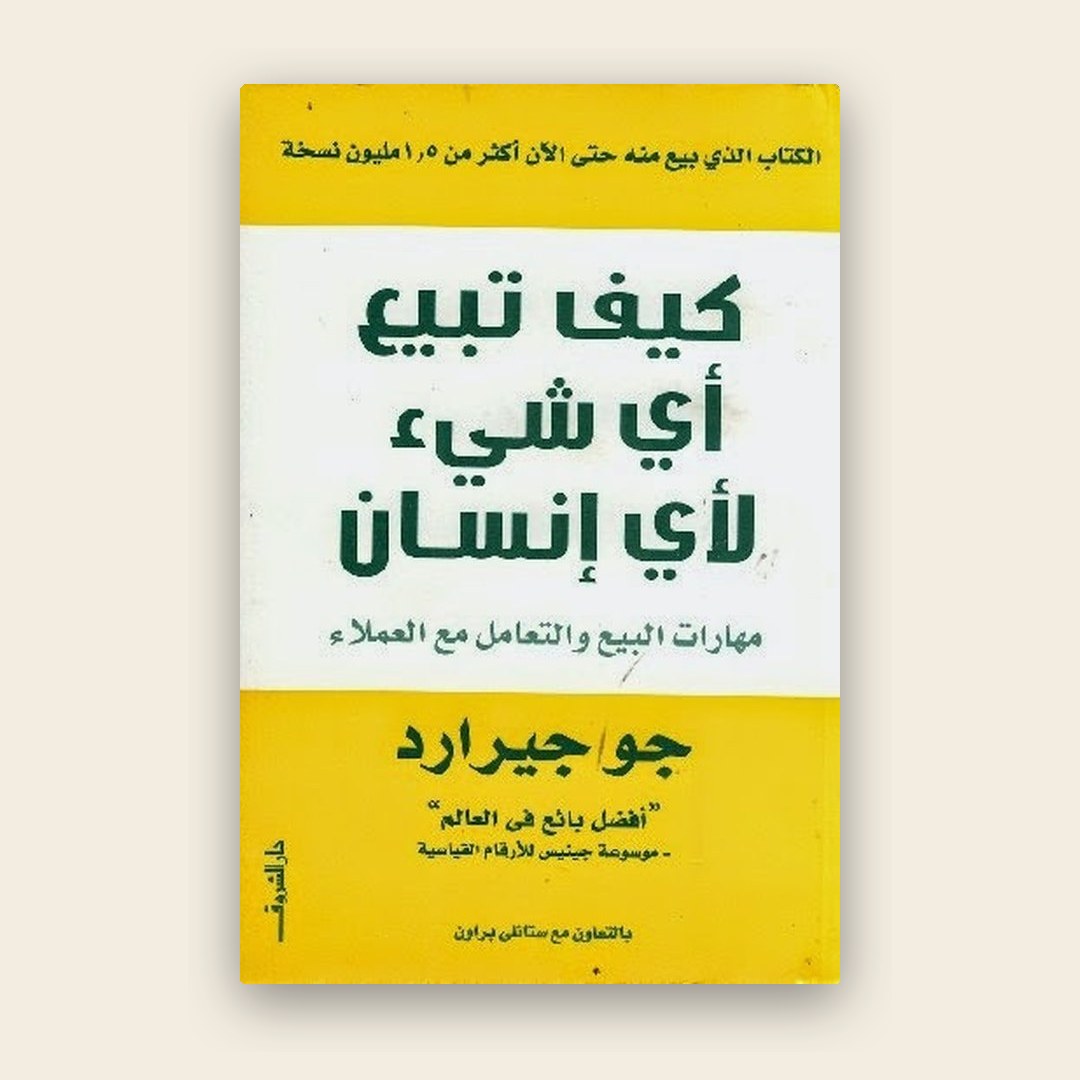 الكتاب الذي بيع منه حتى الآن أكثر من ١٫٥ مليون نسخة
كيف تبيع
أي شيء
لأي إنسان
مهارات البيع والتعامل مع العملاء
جو جيرارد
"أفضل بائع فى العالم"
- موسوعة جينيس للأرقام القياسية
دار الشروق
بالتعاون مع ستانلى براون